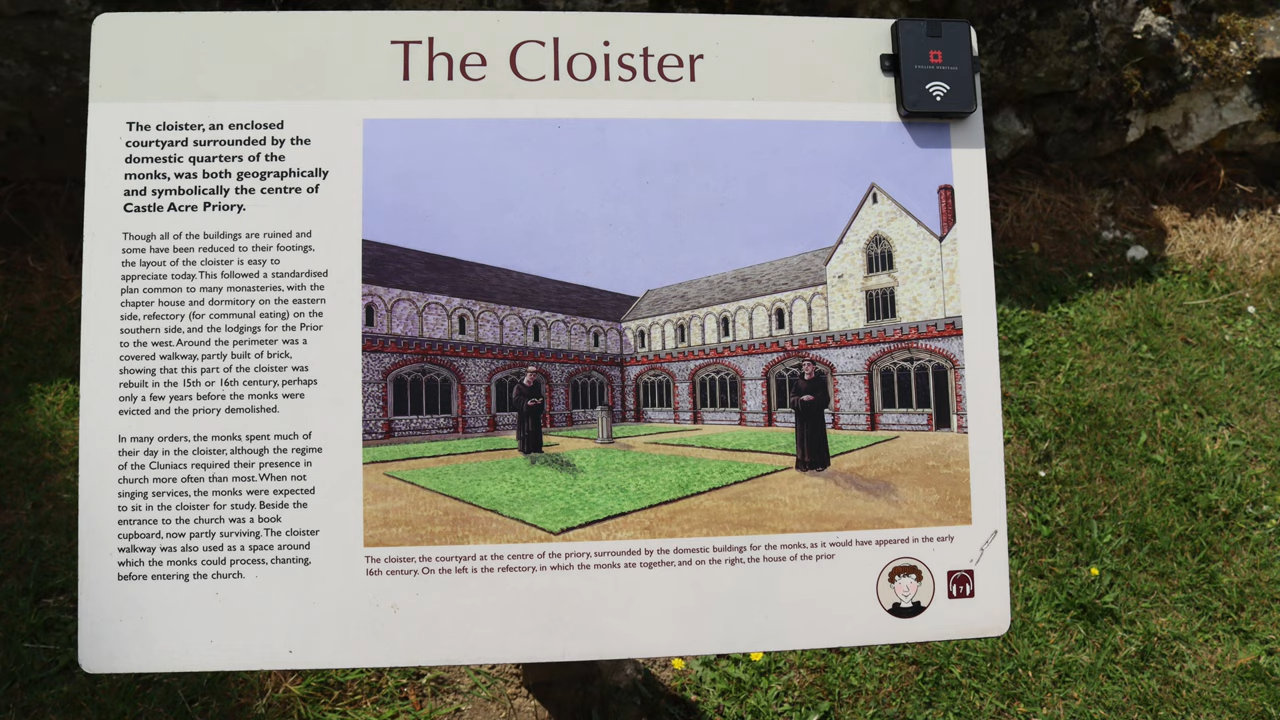 The Cloister
ENGLISH HERITAGE
The cloister, an enclosed
courtyard surrounded by the
domestic quarters of the
monks, was both geographically
and symbolically the centre of
Castle Acre Priory.
Though all of the buildings are ruined and
some have been reduced to their footings,
the layout of the cloister is easy to
appreciate today. This followed a standardised
plan common to many monasteries, with the
chapter house and dormitory on the eastern
side, refectory (for communal eating) on the
southern side, and the lodgings for the Prior
to the west. Around the perimeter was a
covered walkway, partly built of brick,
showing that this part of the cloister was
rebuilt in the 15th or 16th century, perhaps
only a few years before the monks were
evicted and the priory demolished.
In many orders, the monks spent much of
their day in the cloister, although the regime
of the Cluniacs required their presence in
church more often than most. When not
singing services, the monks were expected
to sit in the cloister for study. Beside the
entrance to the church was a book
cupboard, now partly surviving. The cloister
walkway was also used as a space around
which the monks could process, chanting,
before entering the church.
The cloister, the courtyard at the centre of the priory, surrounded by the domestic buildings for the monks, as it would have appeared in the early
16th century. On the left is the refectory, in which the monks ate together, and on the right, the house of the prior
7